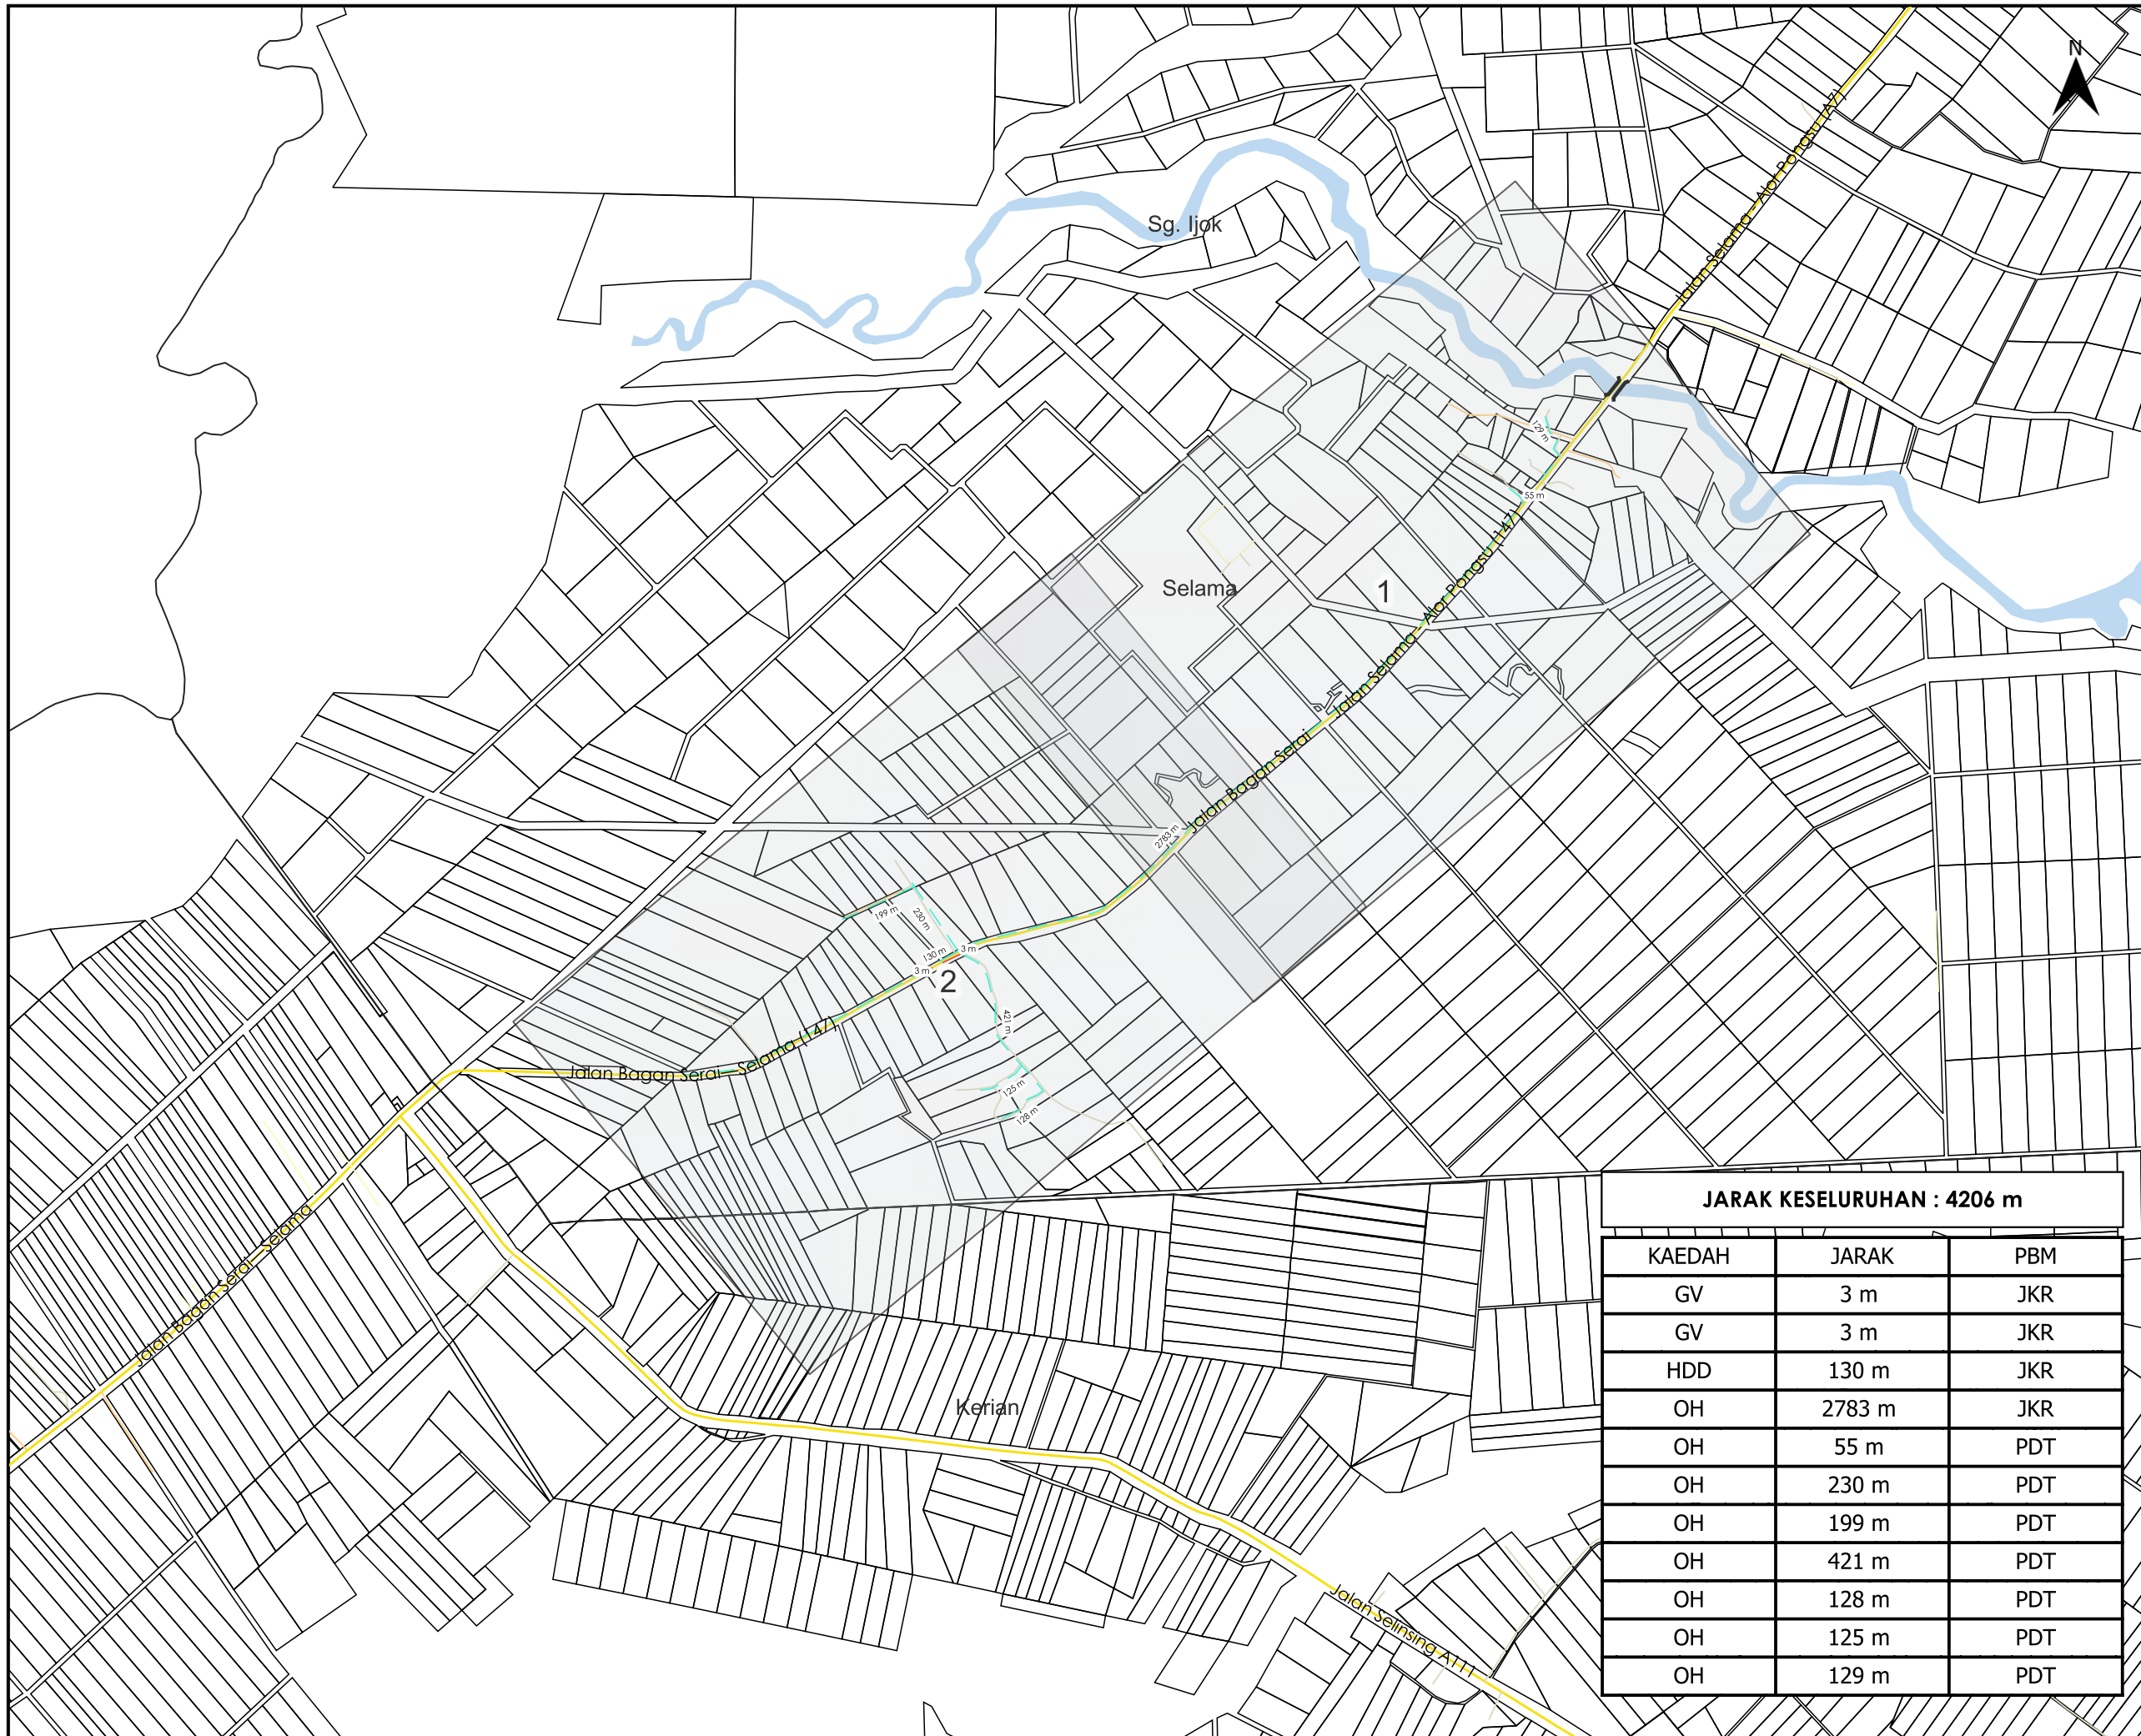 N
Jalan Selama - Alor Pongsu (A7)
Sg. Ijok
129 m
55 m
Selama
1
Jalan Selama - Alor Pongsu (147)
Jalan Bagan Serai
2783 m
199 m
230 m
130 m
3 m
3 m
2
421 m
Jalan Bagan Serai - Selama (147)
125 m
128 m
Jalan Bagan Serai - Selama
Kerian
Jalan Selinsing A111
JARAK KESELURUHAN : 4206 m
KAEDAH JARAK PBM
GV 3 m JKR
GV 3 m JKR
HDD 130 m JKR
OH 2783 m JKR
OH 55 m PDT
OH 230 m PDT
OH 199 m PDT
OH 421 m PDT
OH 128 m PDT
OH 125 m PDT
OH 129 m PDT